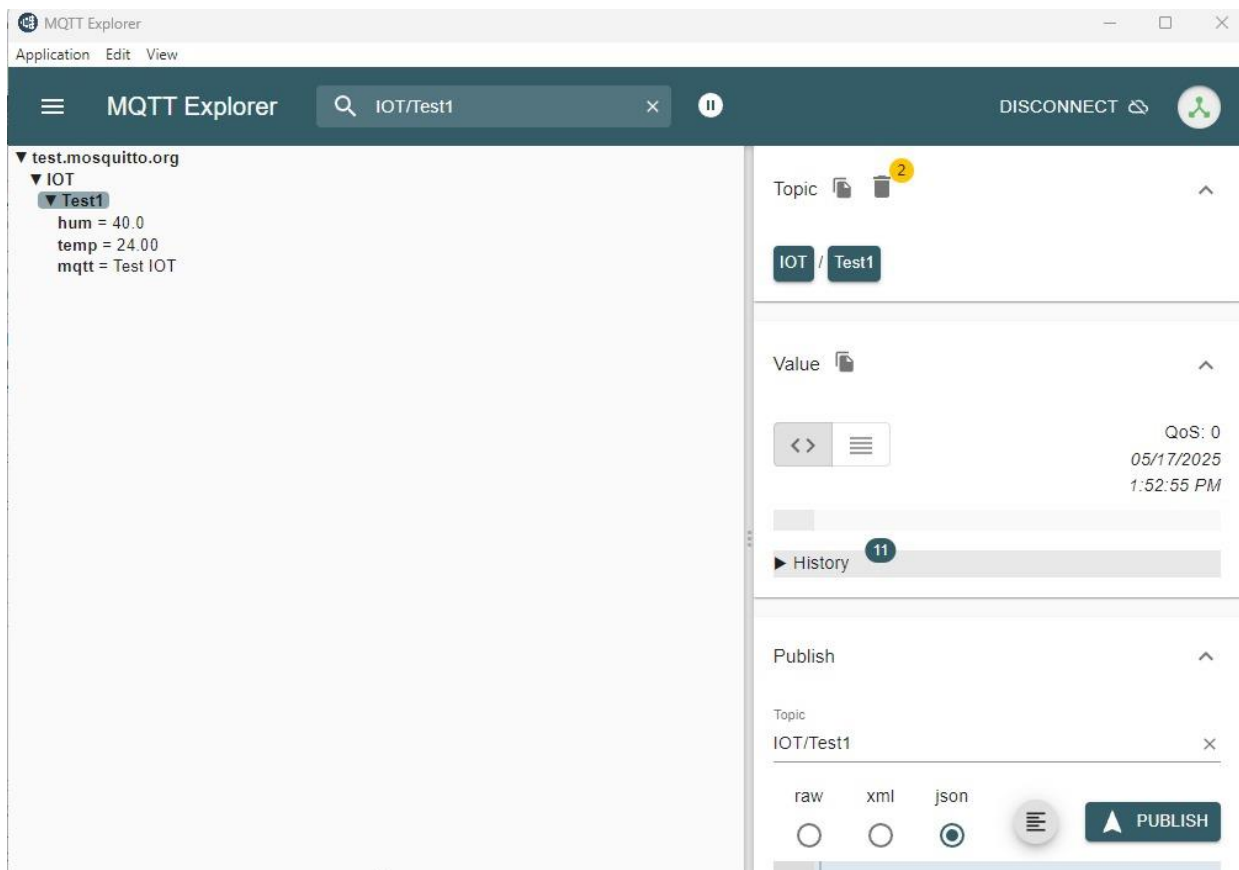 MQTT Explorer
Application Edit View
MQTT Explorer
IOT/Test1
DISCONNECT
▼ test.mosquitto.org
▼ IOT
▼ Test1
hum = 40.0
temp = 24.00
mqtt = Test IOT
Topic
2
IOT / Test1
Value
QoS: 0
05/17/2025
1:52:55 PM
▶ History 11
Publish
Topic
IOT/Test1
raw xml json
PUBLISH